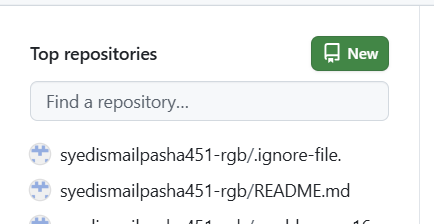 Top repositories
New
Find a repository...
syedismailpasha451-rgb/.ignore-file.
syedismailpasha451-rgb/README.md